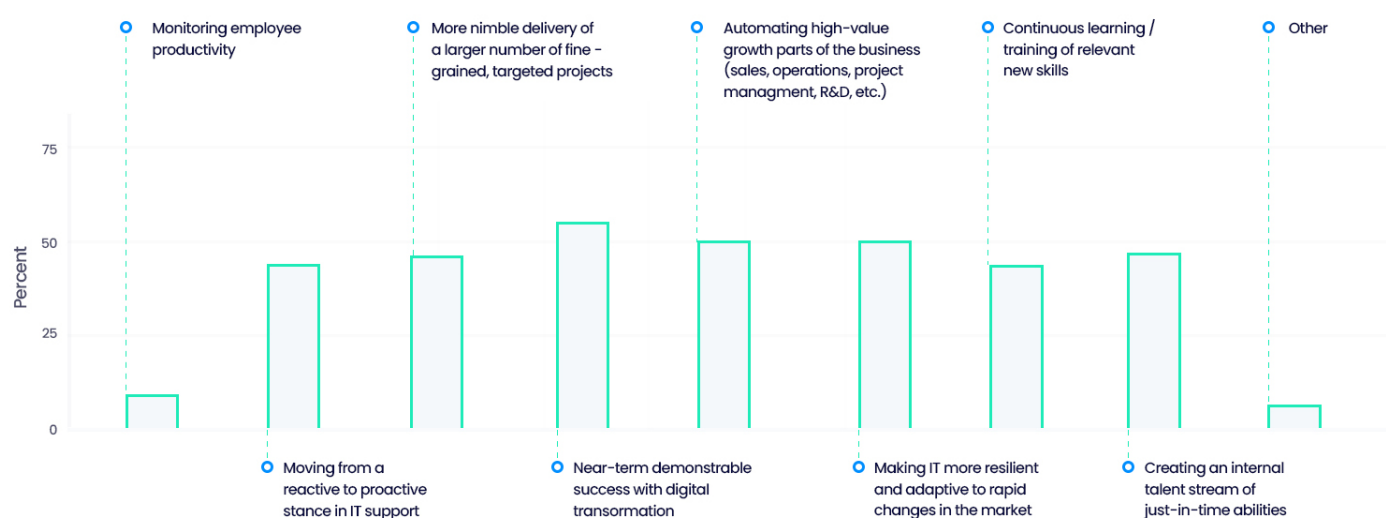 Monitoring employee
productivity
More nimble delivery of
a larger number of fine -
grained, targeted projects
Automating high-value
growth parts of the business
(sales, operations, project
managment, R&D, etc.)
Continuous learning /
training of relevant
new skills
Other
Percent
75
50
25
0
Moving from a
reactive to proactive
stance in IT support
Near-term demonstrable
success with digital
transormation
Making IT more resilient
and adaptive to rapid
changes in the market
Creating an internal
talent stream of
just-in-time abilities